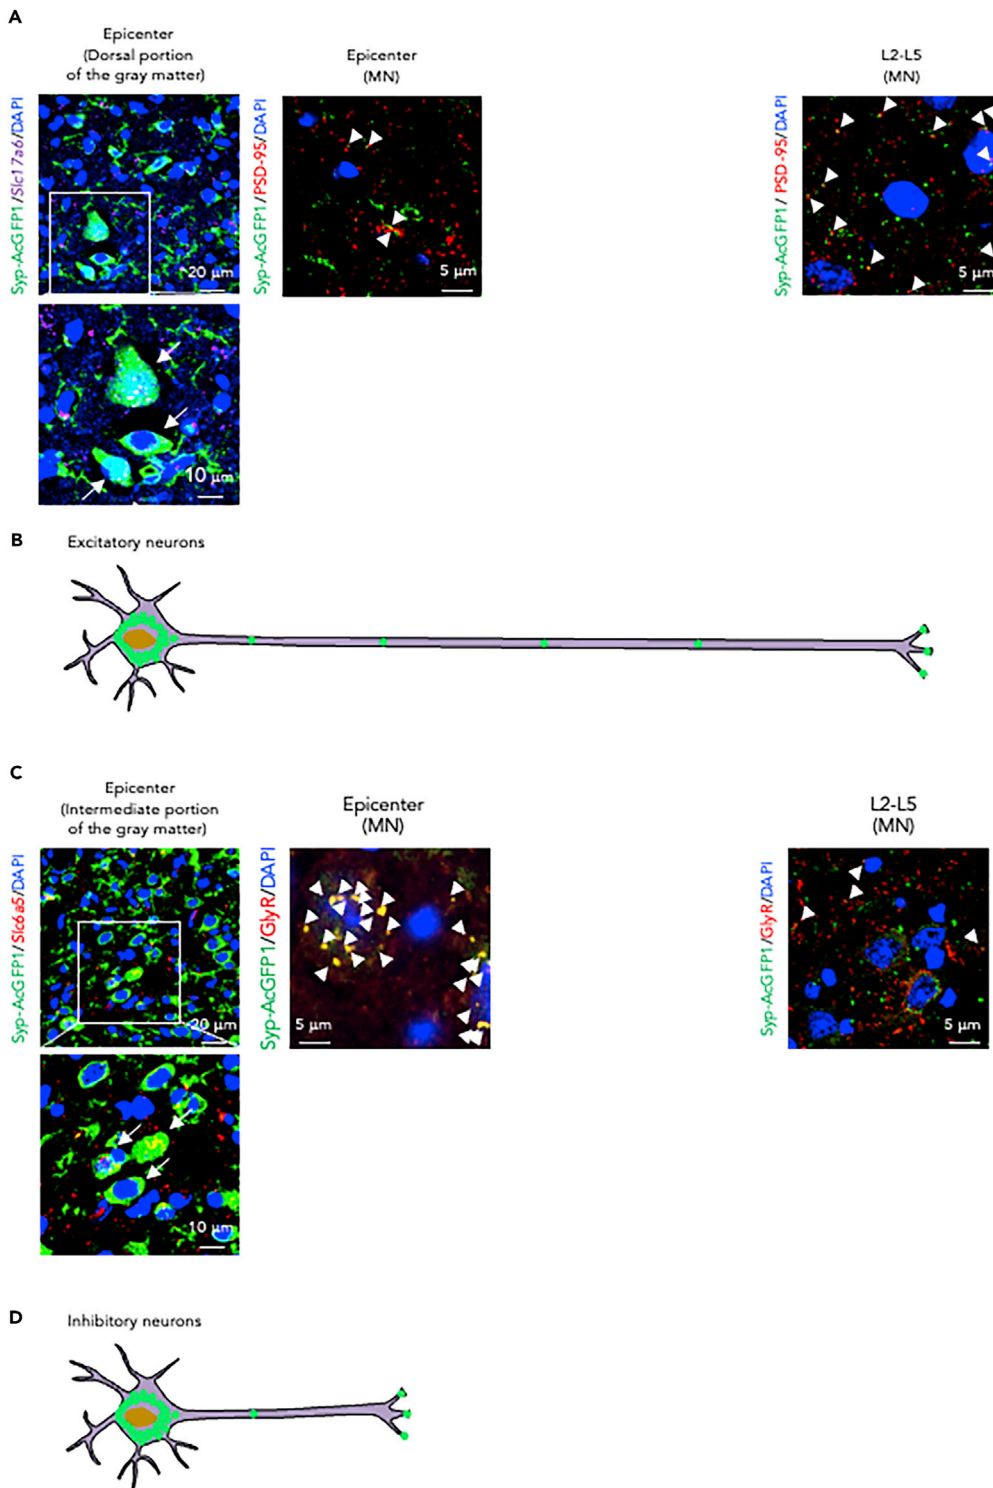 A
Epicenter
(Dorsal portion
of the gray matter)
Epicenter
(MN)
L2-L5
(MN)
Syp-AcGFP1/Slc17a6/DAPI
20 μm
Syp-AcGFP1/PSD-95/DAPI
5 μm
Syp-AcGFP1/ PSD-95/DAPI
5 μm
10 μm
B
Excitatory neurons
C
Epicenter
(Intermediate portion
of the gray matter)
Epicenter
(MN)
L2-L5
(MN)
Syp-AcGFP1/Slc6a5/DAPI
20 μm
Syp-AcGFP1/GlyR/DAPI
5 μm
Syp-AcGFP1/GlyR/DAPI
5 μm
10 μm
D
Inhibitory neurons